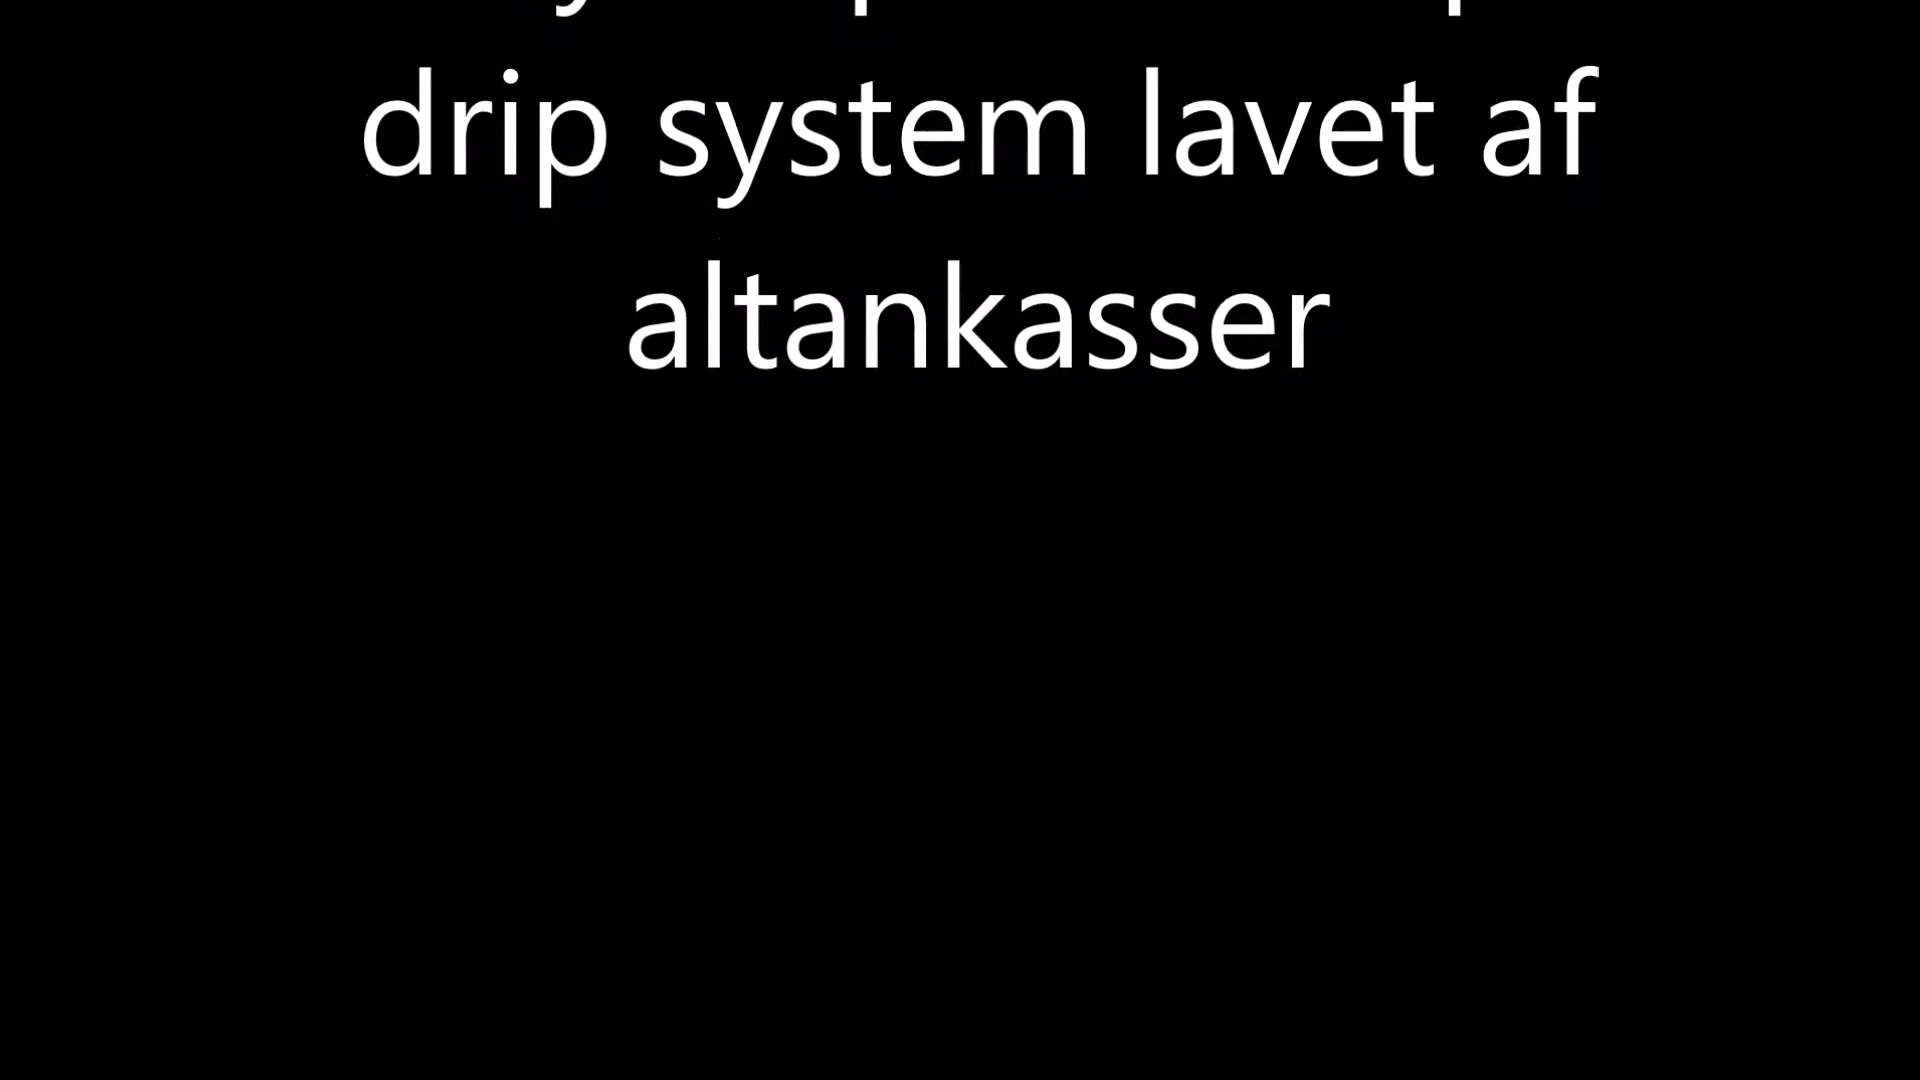 drip system lavet af
altankasser